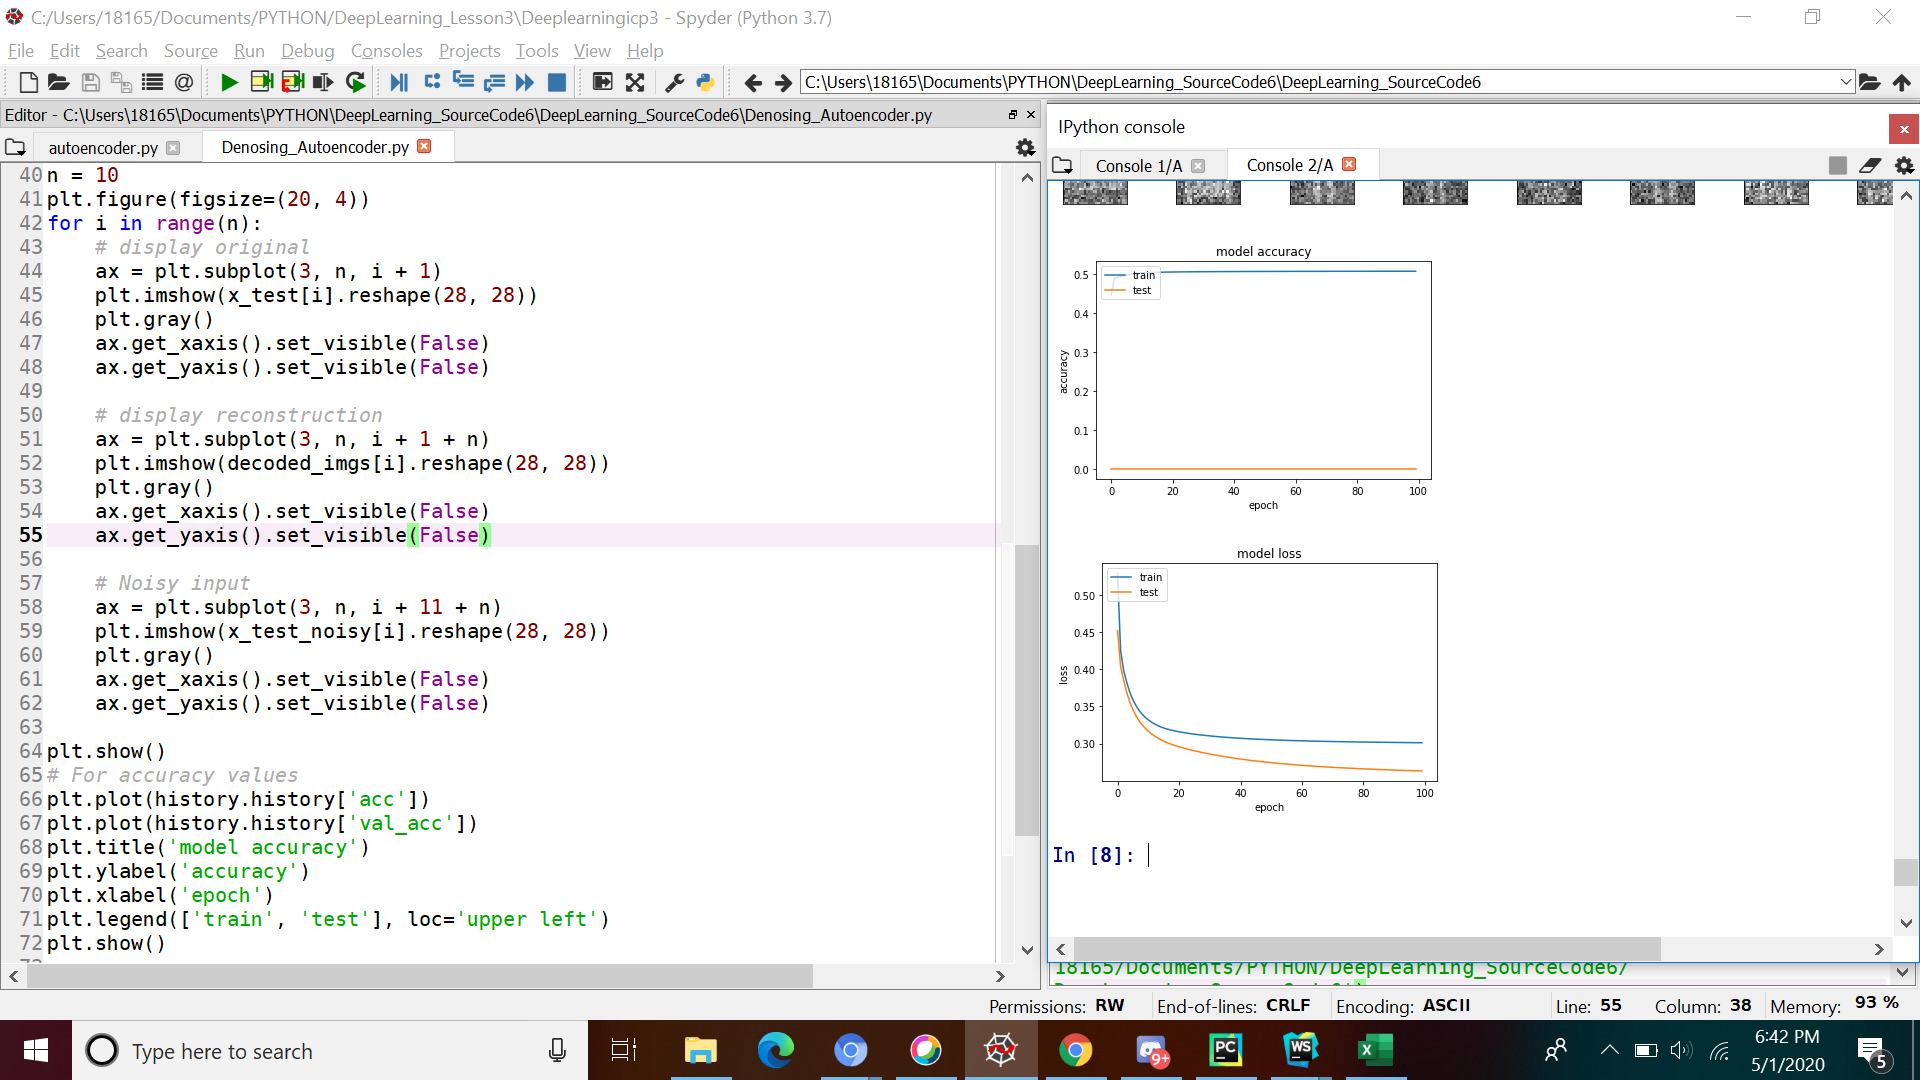 C:/Users/18165/Documents/PYTHON/DeepLearning_Lesson3\Deeplearningicp3 - Spyder (Python 3.7)
File Edit Search Source Run Debug Consoles Projects Tools View Help
C:\Users\18165\Documents\PYTHON\DeepLearning_SourceCode6\DeepLearning_SourceCode6
Editor - C:\Users\18165\Documents\PYTHON\DeepLearning_SourceCode6\DeepLearning_SourceCode6\Denosing_Autoencoder.py
autoencoder.py Denosing_Autoencoder.py
40 n = 10
41 plt.figure(figsize=(20, 4))
42 for i in range(n):
43     # display original
44     ax = plt.subplot(3, n, i + 1)
45     plt.imshow(x_test[i].reshape(28, 28))
46     plt.gray()
47     ax.get_xaxis().set_visible(False)
48     ax.get_yaxis().set_visible(False)
49
50     # display reconstruction
51     ax = plt.subplot(3, n, i + 1 + n)
52     plt.imshow(decoded_imgs[i].reshape(28, 28))
53     plt.gray()
54     ax.get_xaxis().set_visible(False)
55     ax.get_yaxis().set_visible(False)
56
57     # Noisy input
58     ax = plt.subplot(3, n, i + 11 + n)
59     plt.imshow(x_test_noisy[i].reshape(28, 28))
60     plt.gray()
61     ax.get_xaxis().set_visible(False)
62     ax.get_yaxis().set_visible(False)
63
64 plt.show()
65 # For accuracy values
66 plt.plot(history.history['acc'])
67 plt.plot(history.history['val_acc'])
68 plt.title('model accuracy')
69 plt.ylabel('accuracy')
70 plt.xlabel('epoch')
71 plt.legend(['train', 'test'], loc='upper left')
72 plt.show()
IPython console
Console 1/A Console 2/A
model accuracy
train
test
0.5
0.4
0.3
0.2
0.1
0.0
accuracy
0 20 40 60 80 100
epoch
model loss
train
test
0.50
0.45
0.40
0.35
0.30
loss
0 20 40 60 80 100
epoch
In [8]:
18165/Documents/PYTHON/DeepLearning_SourceCode6/
Permissions: RW End-of-lines: CRLF Encoding: ASCII Line: 55 Column: 38 Memory: 93 %
Type here to search
9+
PC
WS
X
6:42 PM
5/1/2020
5